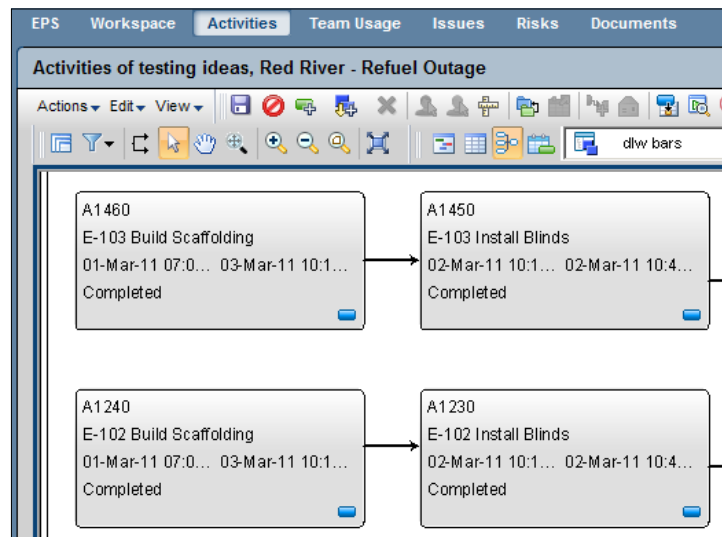 EPS Workspace Activities Team Usage Issues Risks Documents
Activities of testing ideas, Red River - Refuel Outage
Actions Edit View
dlw bars
A1460
E-103 Build Scaffolding
01-Mar-11 07:0... 03-Mar-11 10:1...
Completed
A1450
E-103 Install Blinds
02-Mar-11 10:1... 02-Mar-11 10:4...
Completed
A1240
E-102 Build Scaffolding
01-Mar-11 07:0... 03-Mar-11 10:1...
Completed
A1230
E-102 Install Blinds
02-Mar-11 10:1... 02-Mar-11 10:4...
Completed